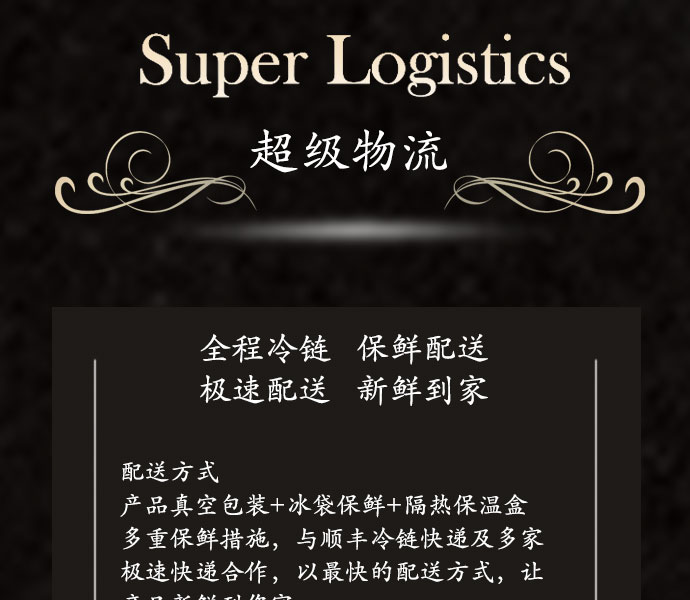 Super Logistics
超级物流
全程冷链 保鲜配送
极速配送 新鲜到家
配送方式
产品真空包装+冰袋保鲜+隔热保温盒
多重保鲜措施，与顺丰冷链快递及多家
极速快递合作，以最快的配送方式，让